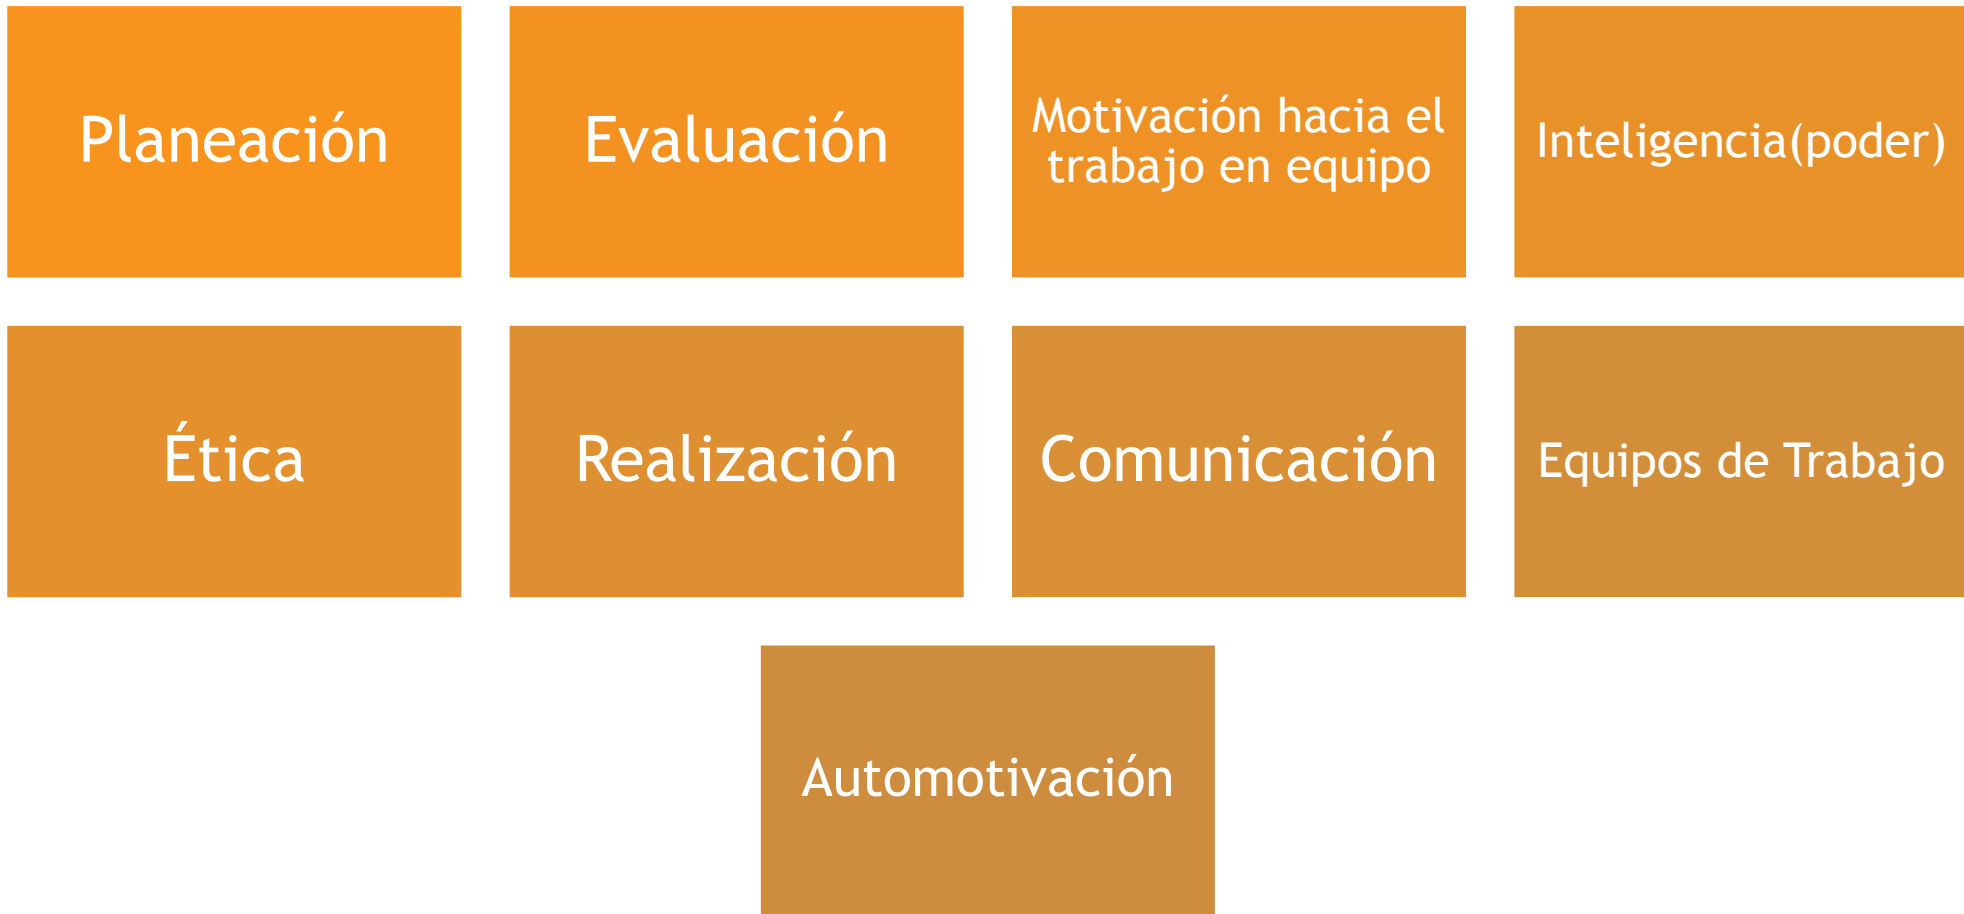 Planeación
Evaluación
Motivación hacia el
trabajo en equipo
Inteligencia(poder)
Ética
Realización
Comunicación
Equipos de Trabajo
Automotivación